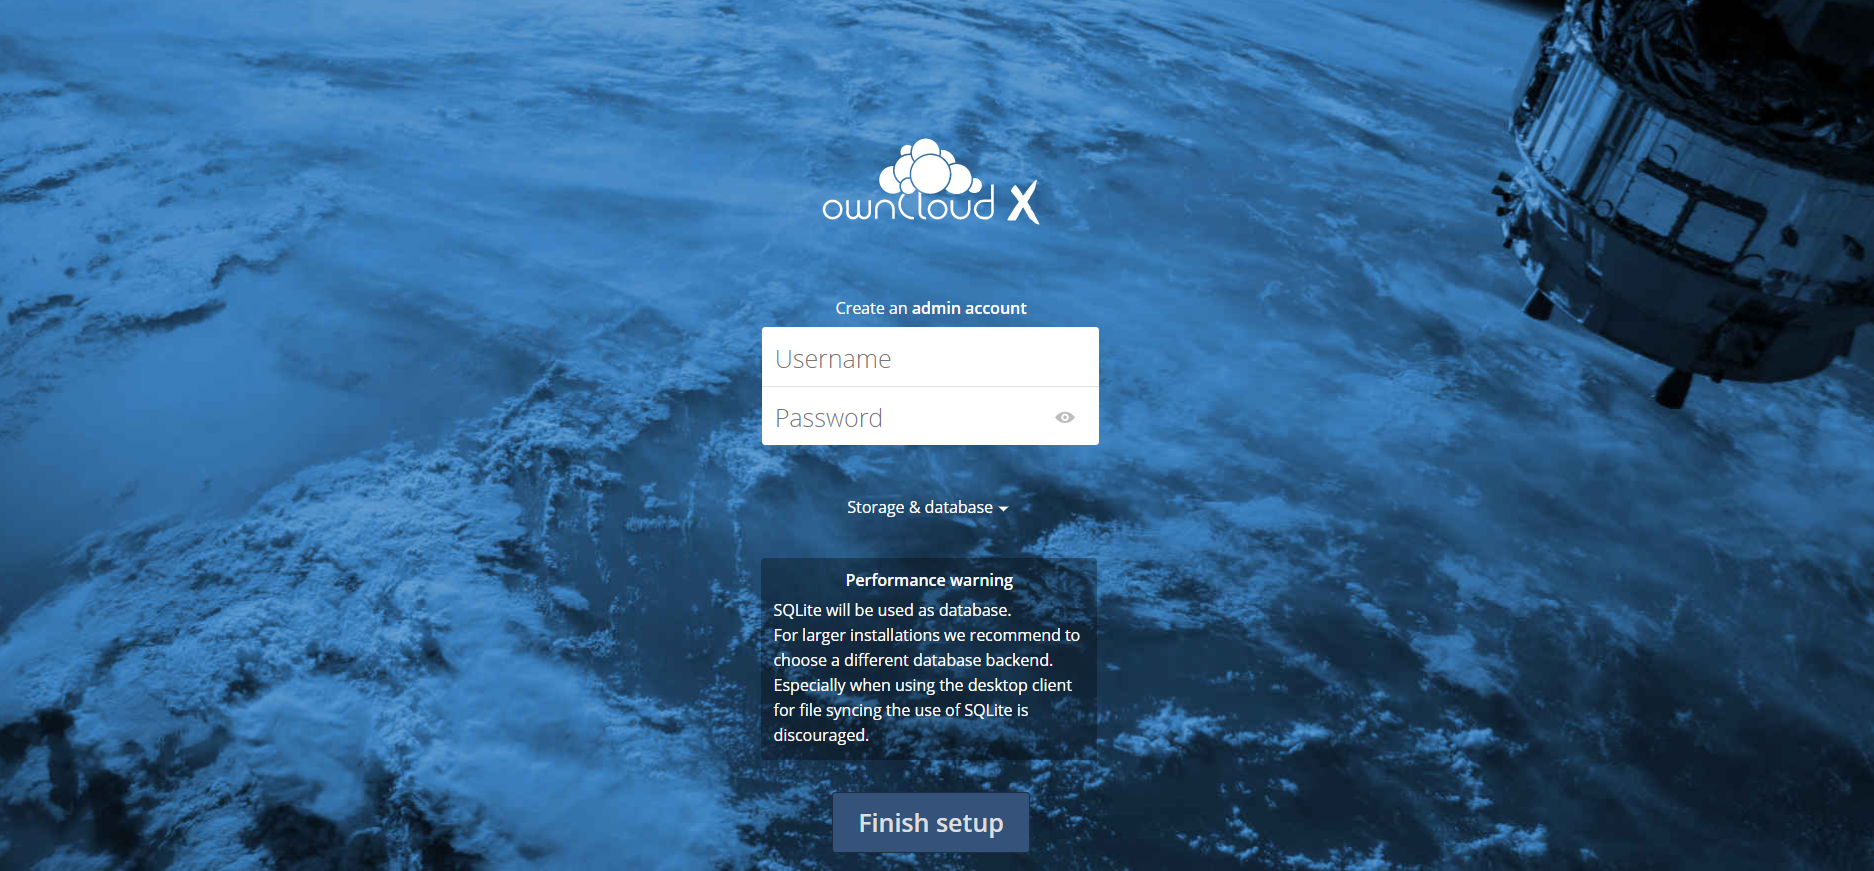 ownCloud X
Create an admin account
Username
Password
Storage & database
Performance warning
SQLite will be used as database.
For larger installations we recommend to
choose a different database backend.
Especially when using the desktop client
for file syncing the use of SQLite is
discouraged.
Finish setup